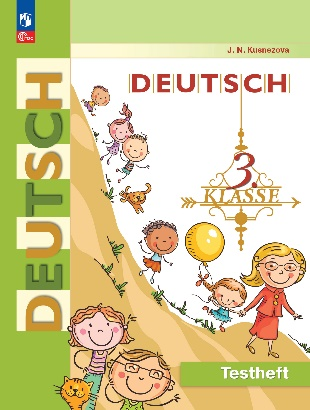 J. N. Kusnezova
DEUTSCH
3.
KLASSE
DEUTSCH
Testheft